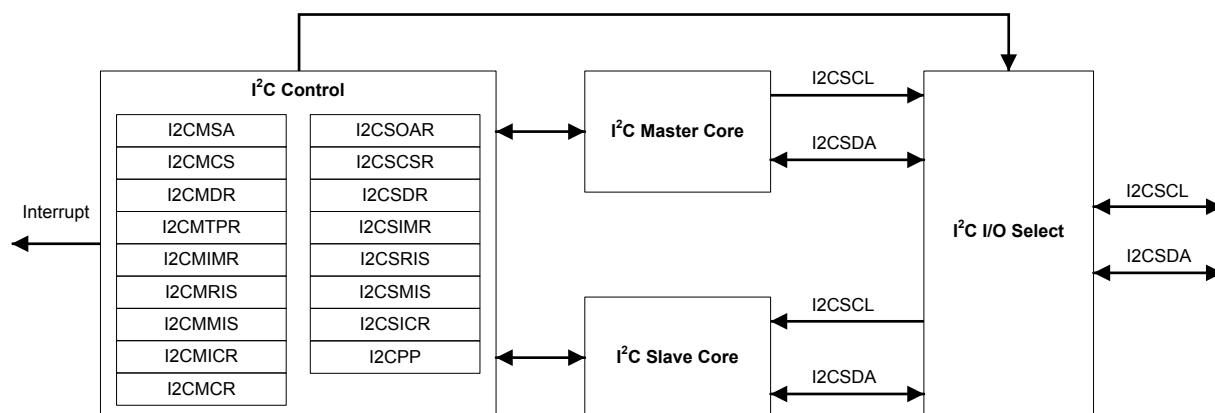 I²C Control
I2CMSA
I2CMCS
I2CMDR
I2CMTPR
I2CMIMR
I2CMRIS
I2CMMIS
I2CMICR
I2CMCR
I2CSOAR
I2CSCSR
I2CSDR
I2CSIMR
I2CSRIS
I2CSMIS
I2CSICR
I2CPP
Interrupt
I²C Master Core
I2CSCL
I2CSDA
I²C Slave Core
I2CSCL
I2CSDA
I²C I/O Select
I2CSCL
I2CSDA